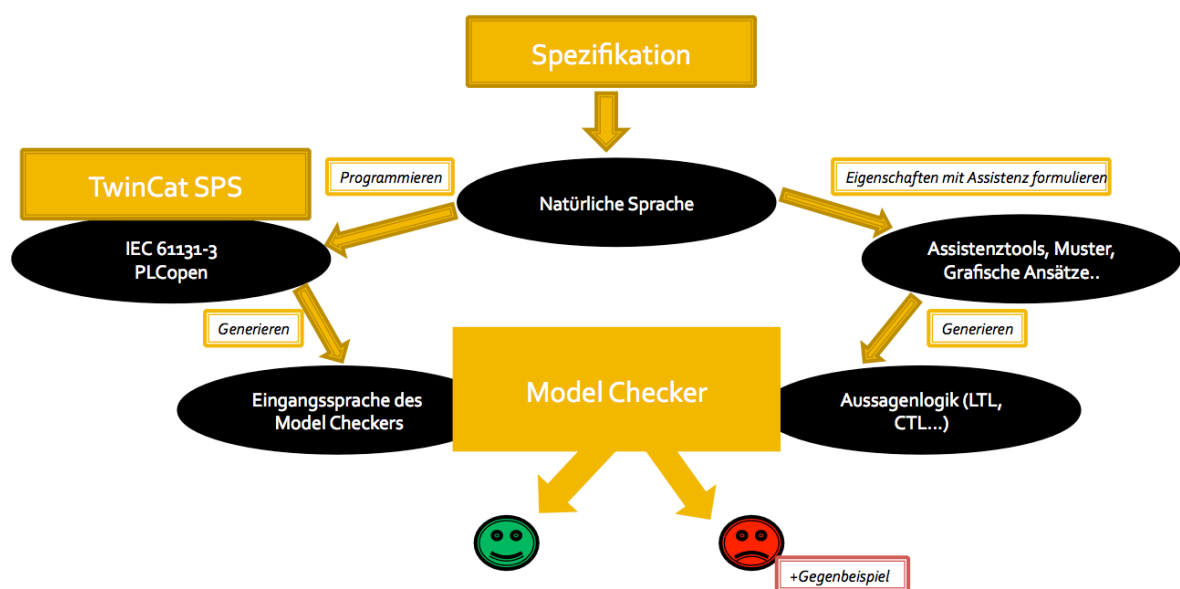 Spezifikation
TwinCat SPS
Programmieren
Natürliche Sprache
Eigenschaften mit Assistenz formulieren
IEC 61131-3
PLCopen
Assistenztools, Muster,
Grafische Ansätze..
Generieren
Generieren
Eingangssprache des
Model Checkers
Model Checker
Aussagenlogik (LTL,
CTL...)
+Gegenbeispiel